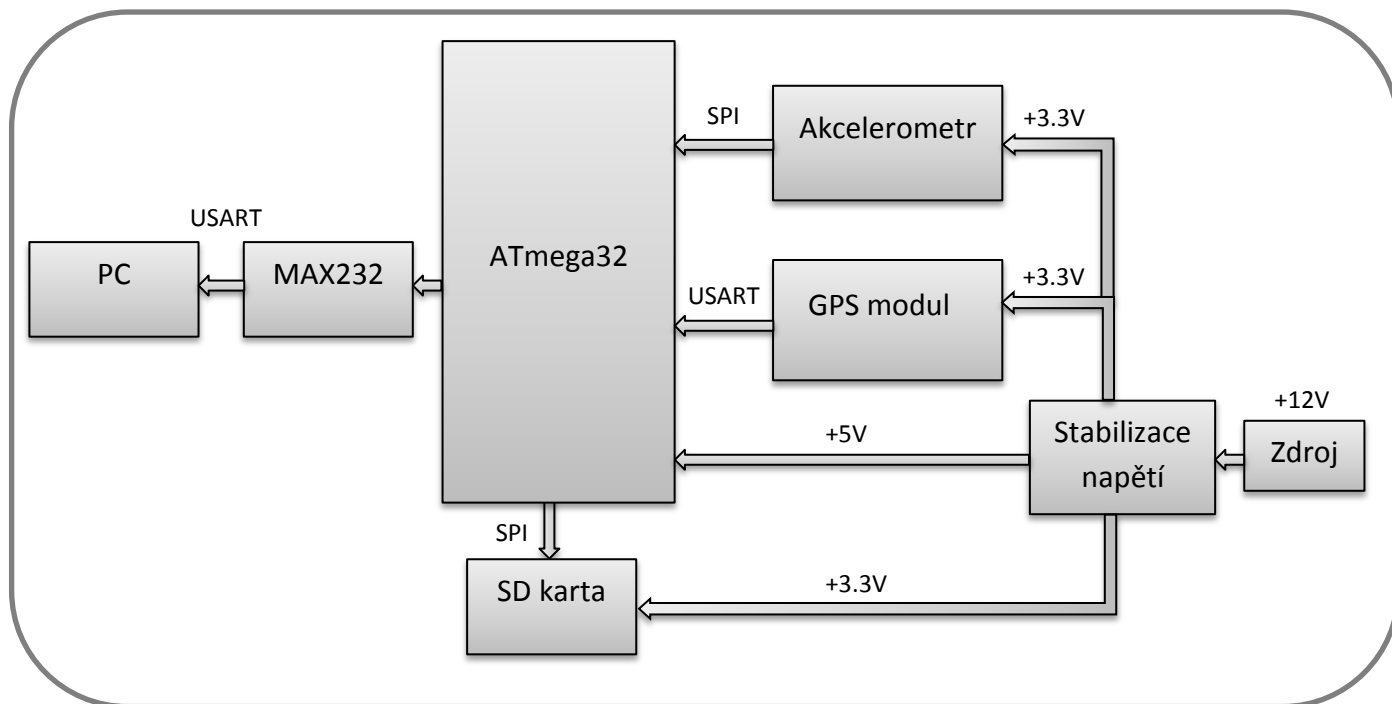 SPI
Akcelerometr
+3.3V
USART
PC
MAX232
ATmega32
USART
GPS modul
+3.3V
+5V
Stabilizace
napětí
+12V
Zdroj
SPI
SD karta
+3.3V